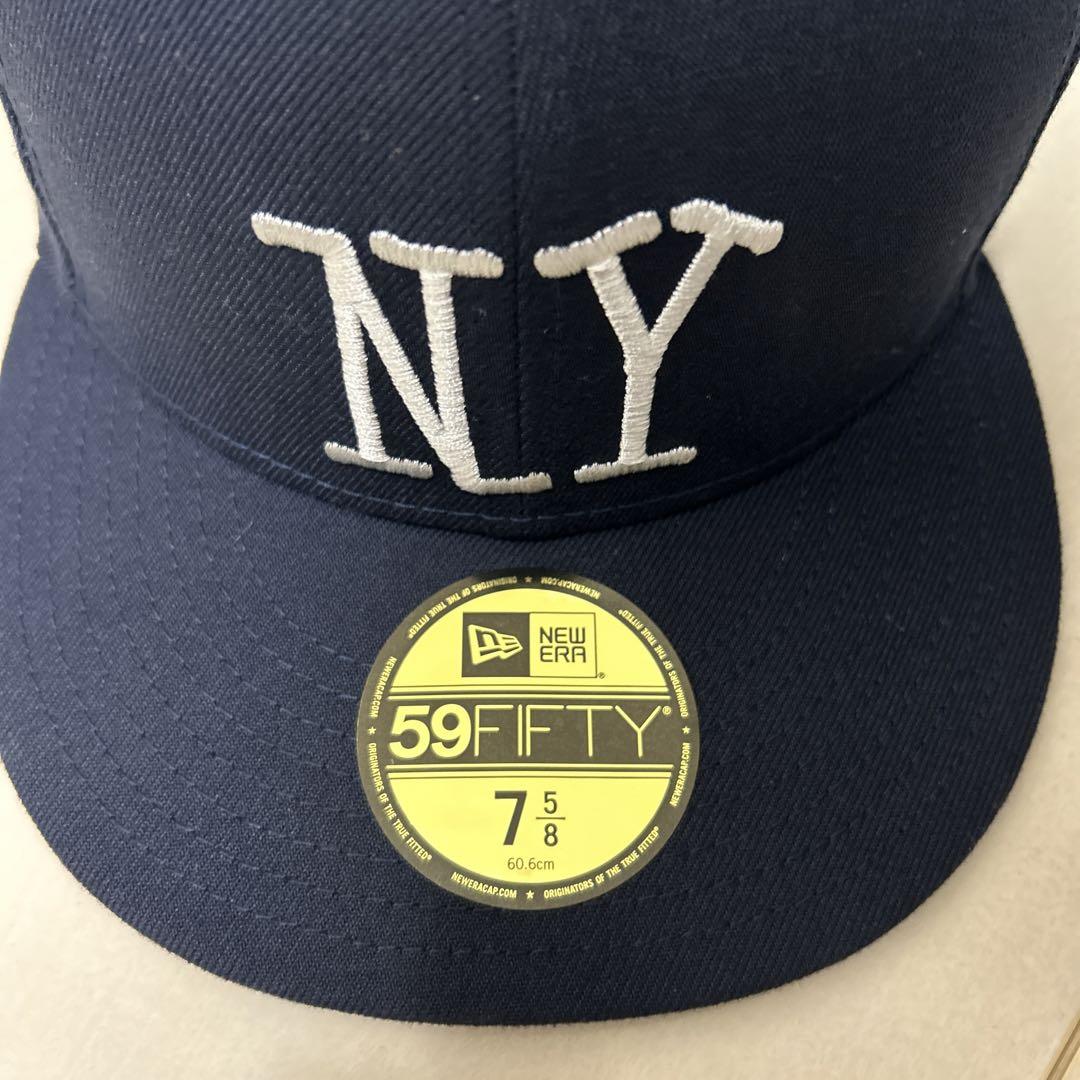 NY
NEW
ERA®
59FIFTY®
7 5/8
60.6cm
ORIGINATORS OF THE TRUE FITTED® ★ NEWERACAP.COM
ORIGINATORS OF THE TRUE FITTED® ★ NEWERACAP.COM
ORIGINATORS OF THE TRUE FITTED® ★ NEWERACAP.COM
ORIGINATORS OF THE TRUE FITTED® ★ NEWERACAP.COM